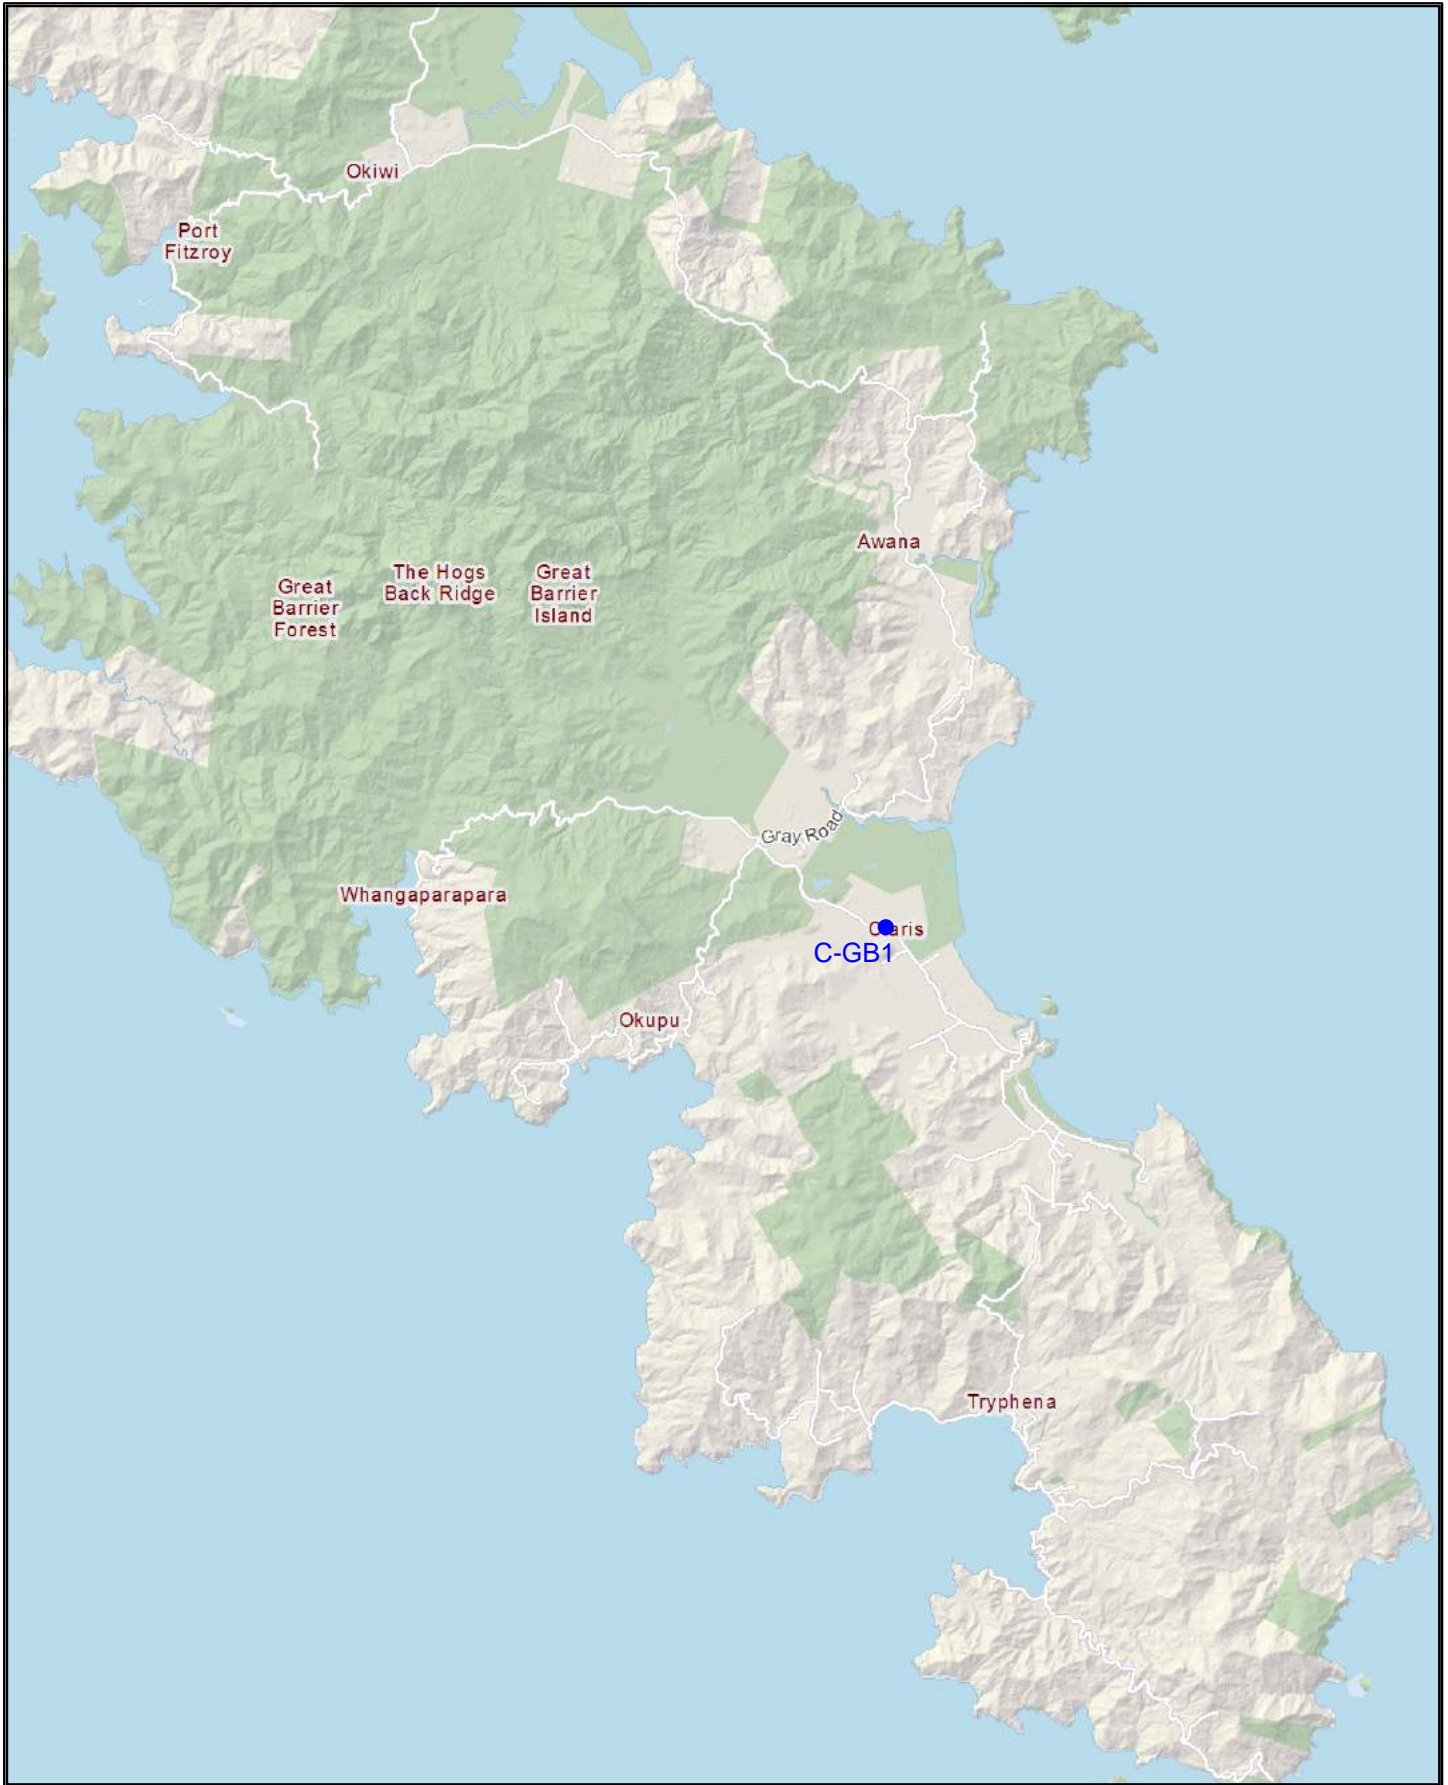 Okiwi
Port
Fitzroy
Awana
The Hogs
Back Ridge
Great
Barrier
Island
Great
Barrier
Forest
Gray Road
Whangaparapara
Claris
C-GB1
Okupu
Tryphena